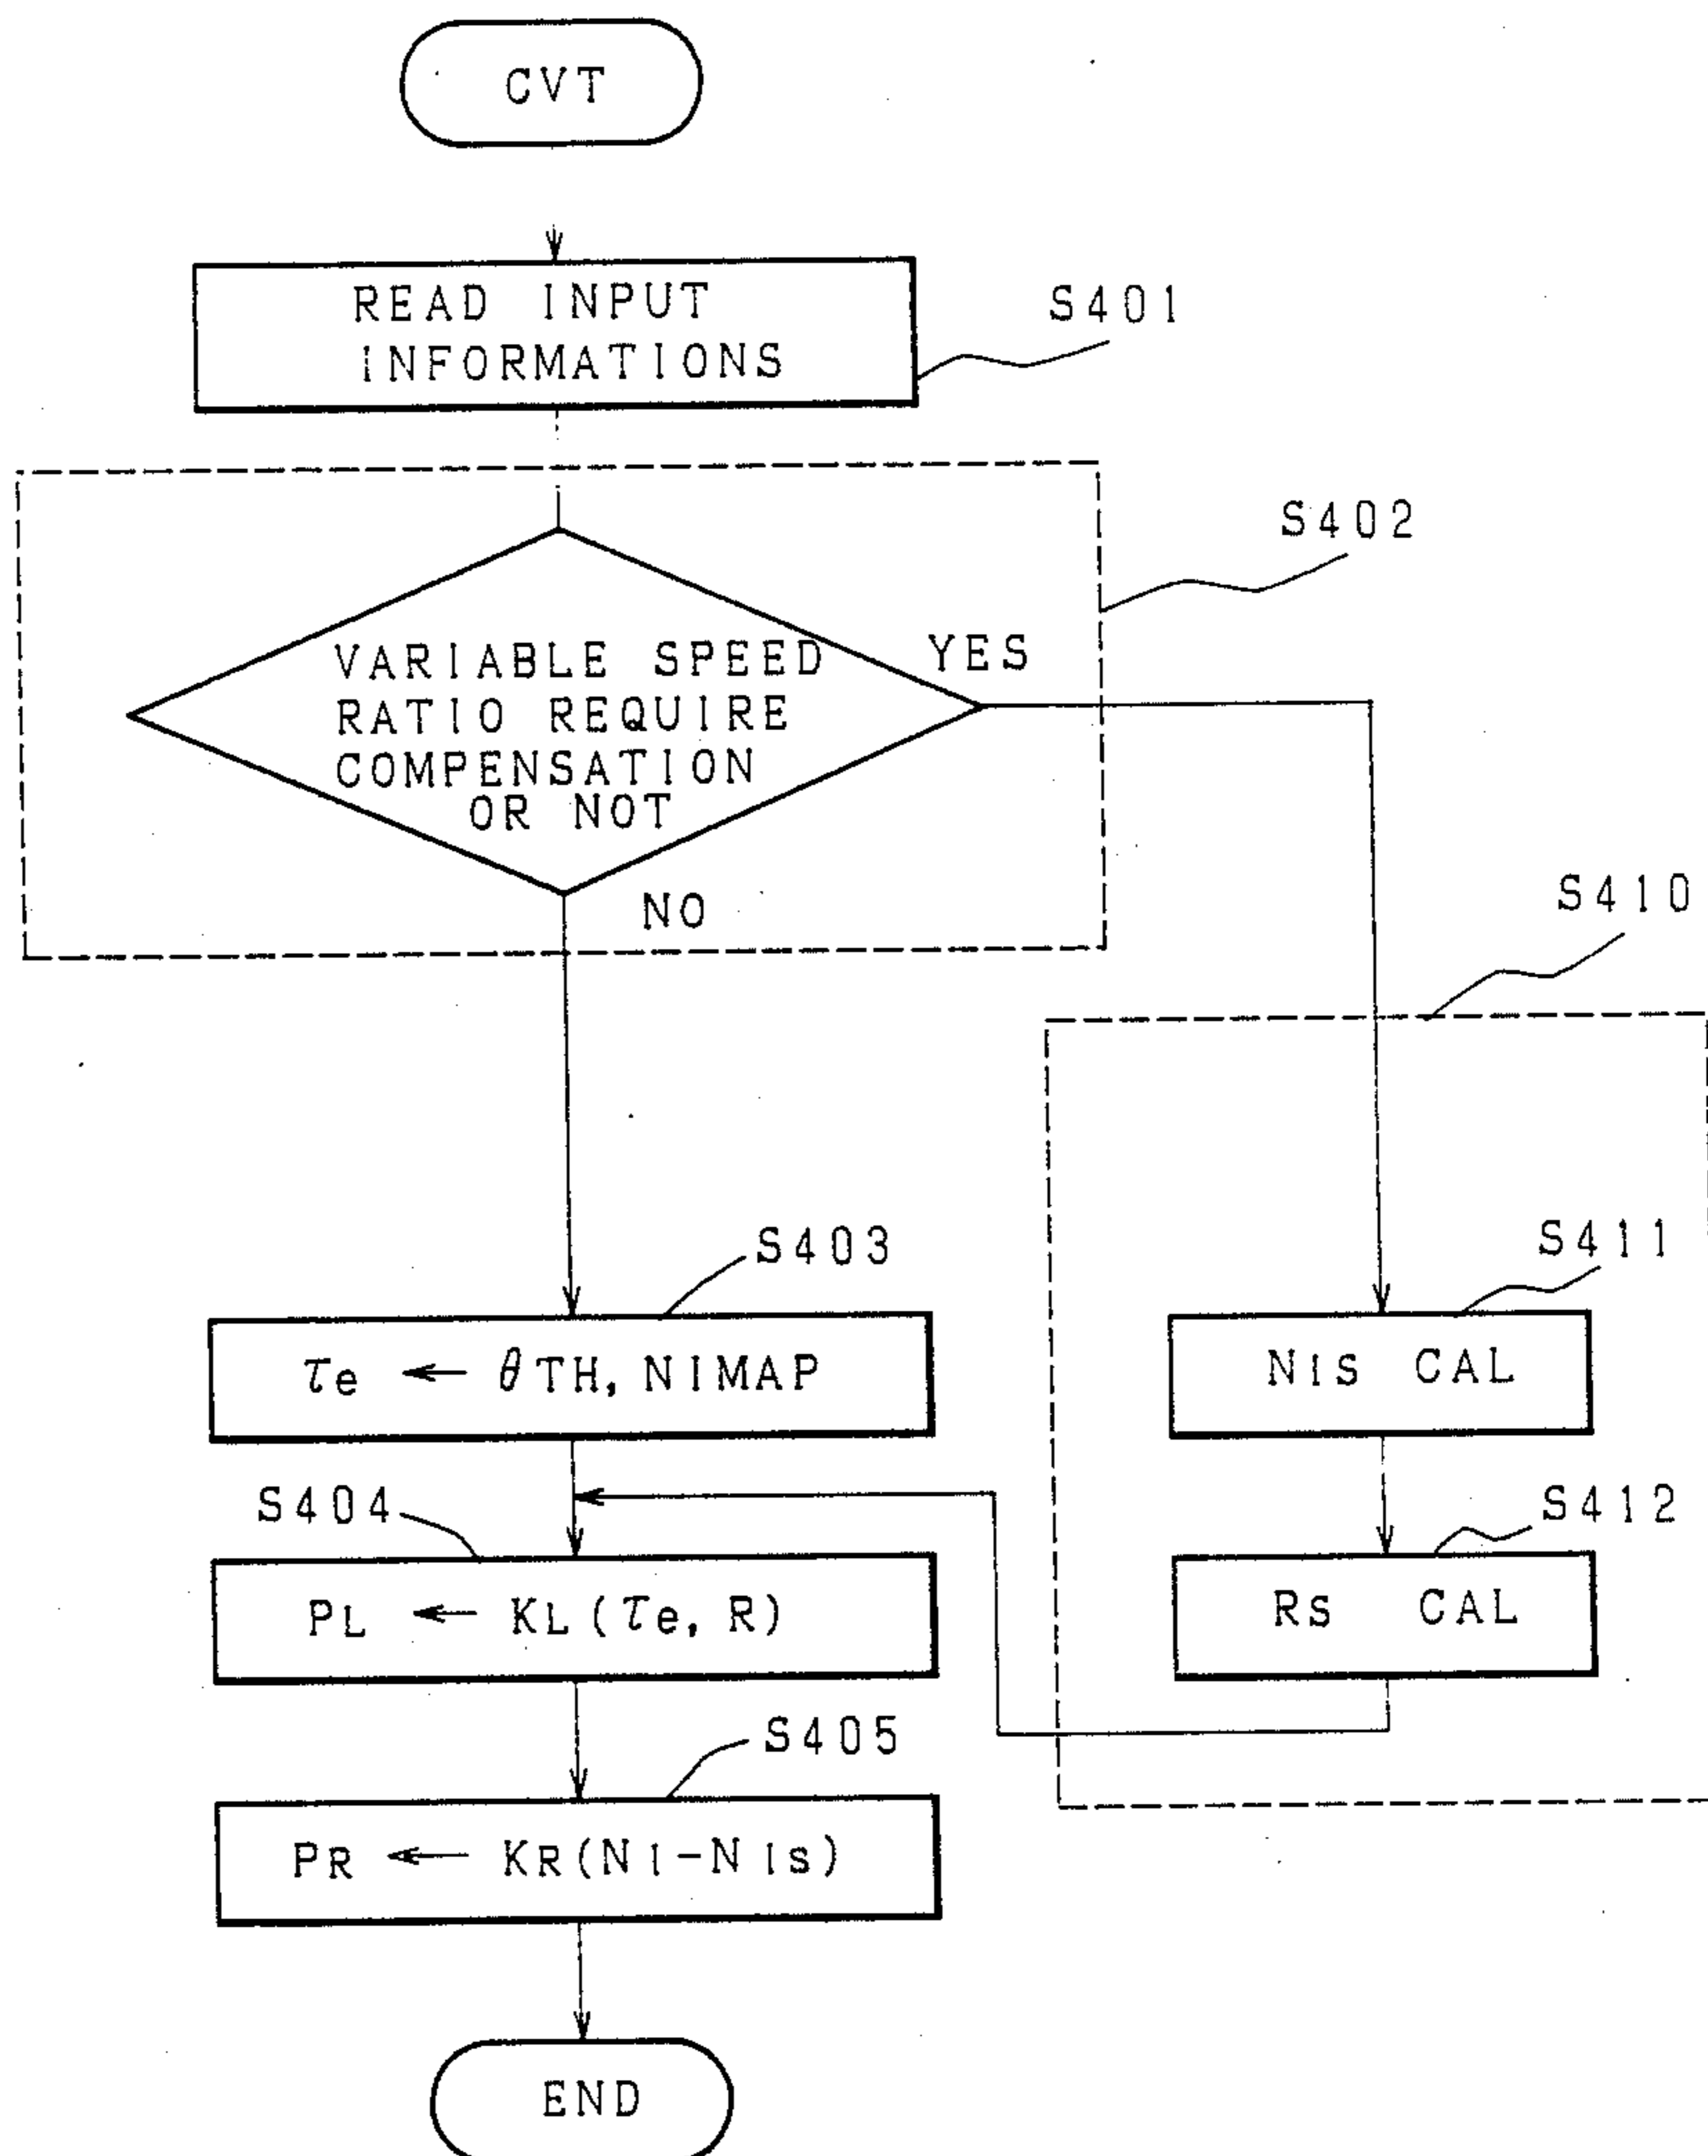 CVT
READ INPUT
INFORMATIONS
S401
S402
VARIABLE SPEED
RATIO REQUIRE
COMPENSATION
OR NOT
YES
NO
S410
S403
τe ← θTH, NIMAP
S411
NIS CAL
S404
PL ← KL(τe, R)
S412
RS CAL
S405
PR ← KR(NI-NIS)
END